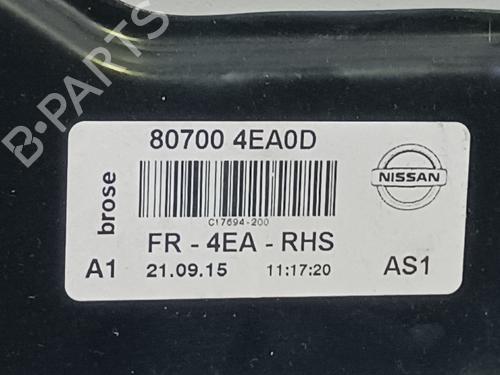 B-PARTS
brose
80700 4EA0D
C17694-200
NISSAN
FR - 4EA - RHS
A1
21.09.15
11:17:20
AS1